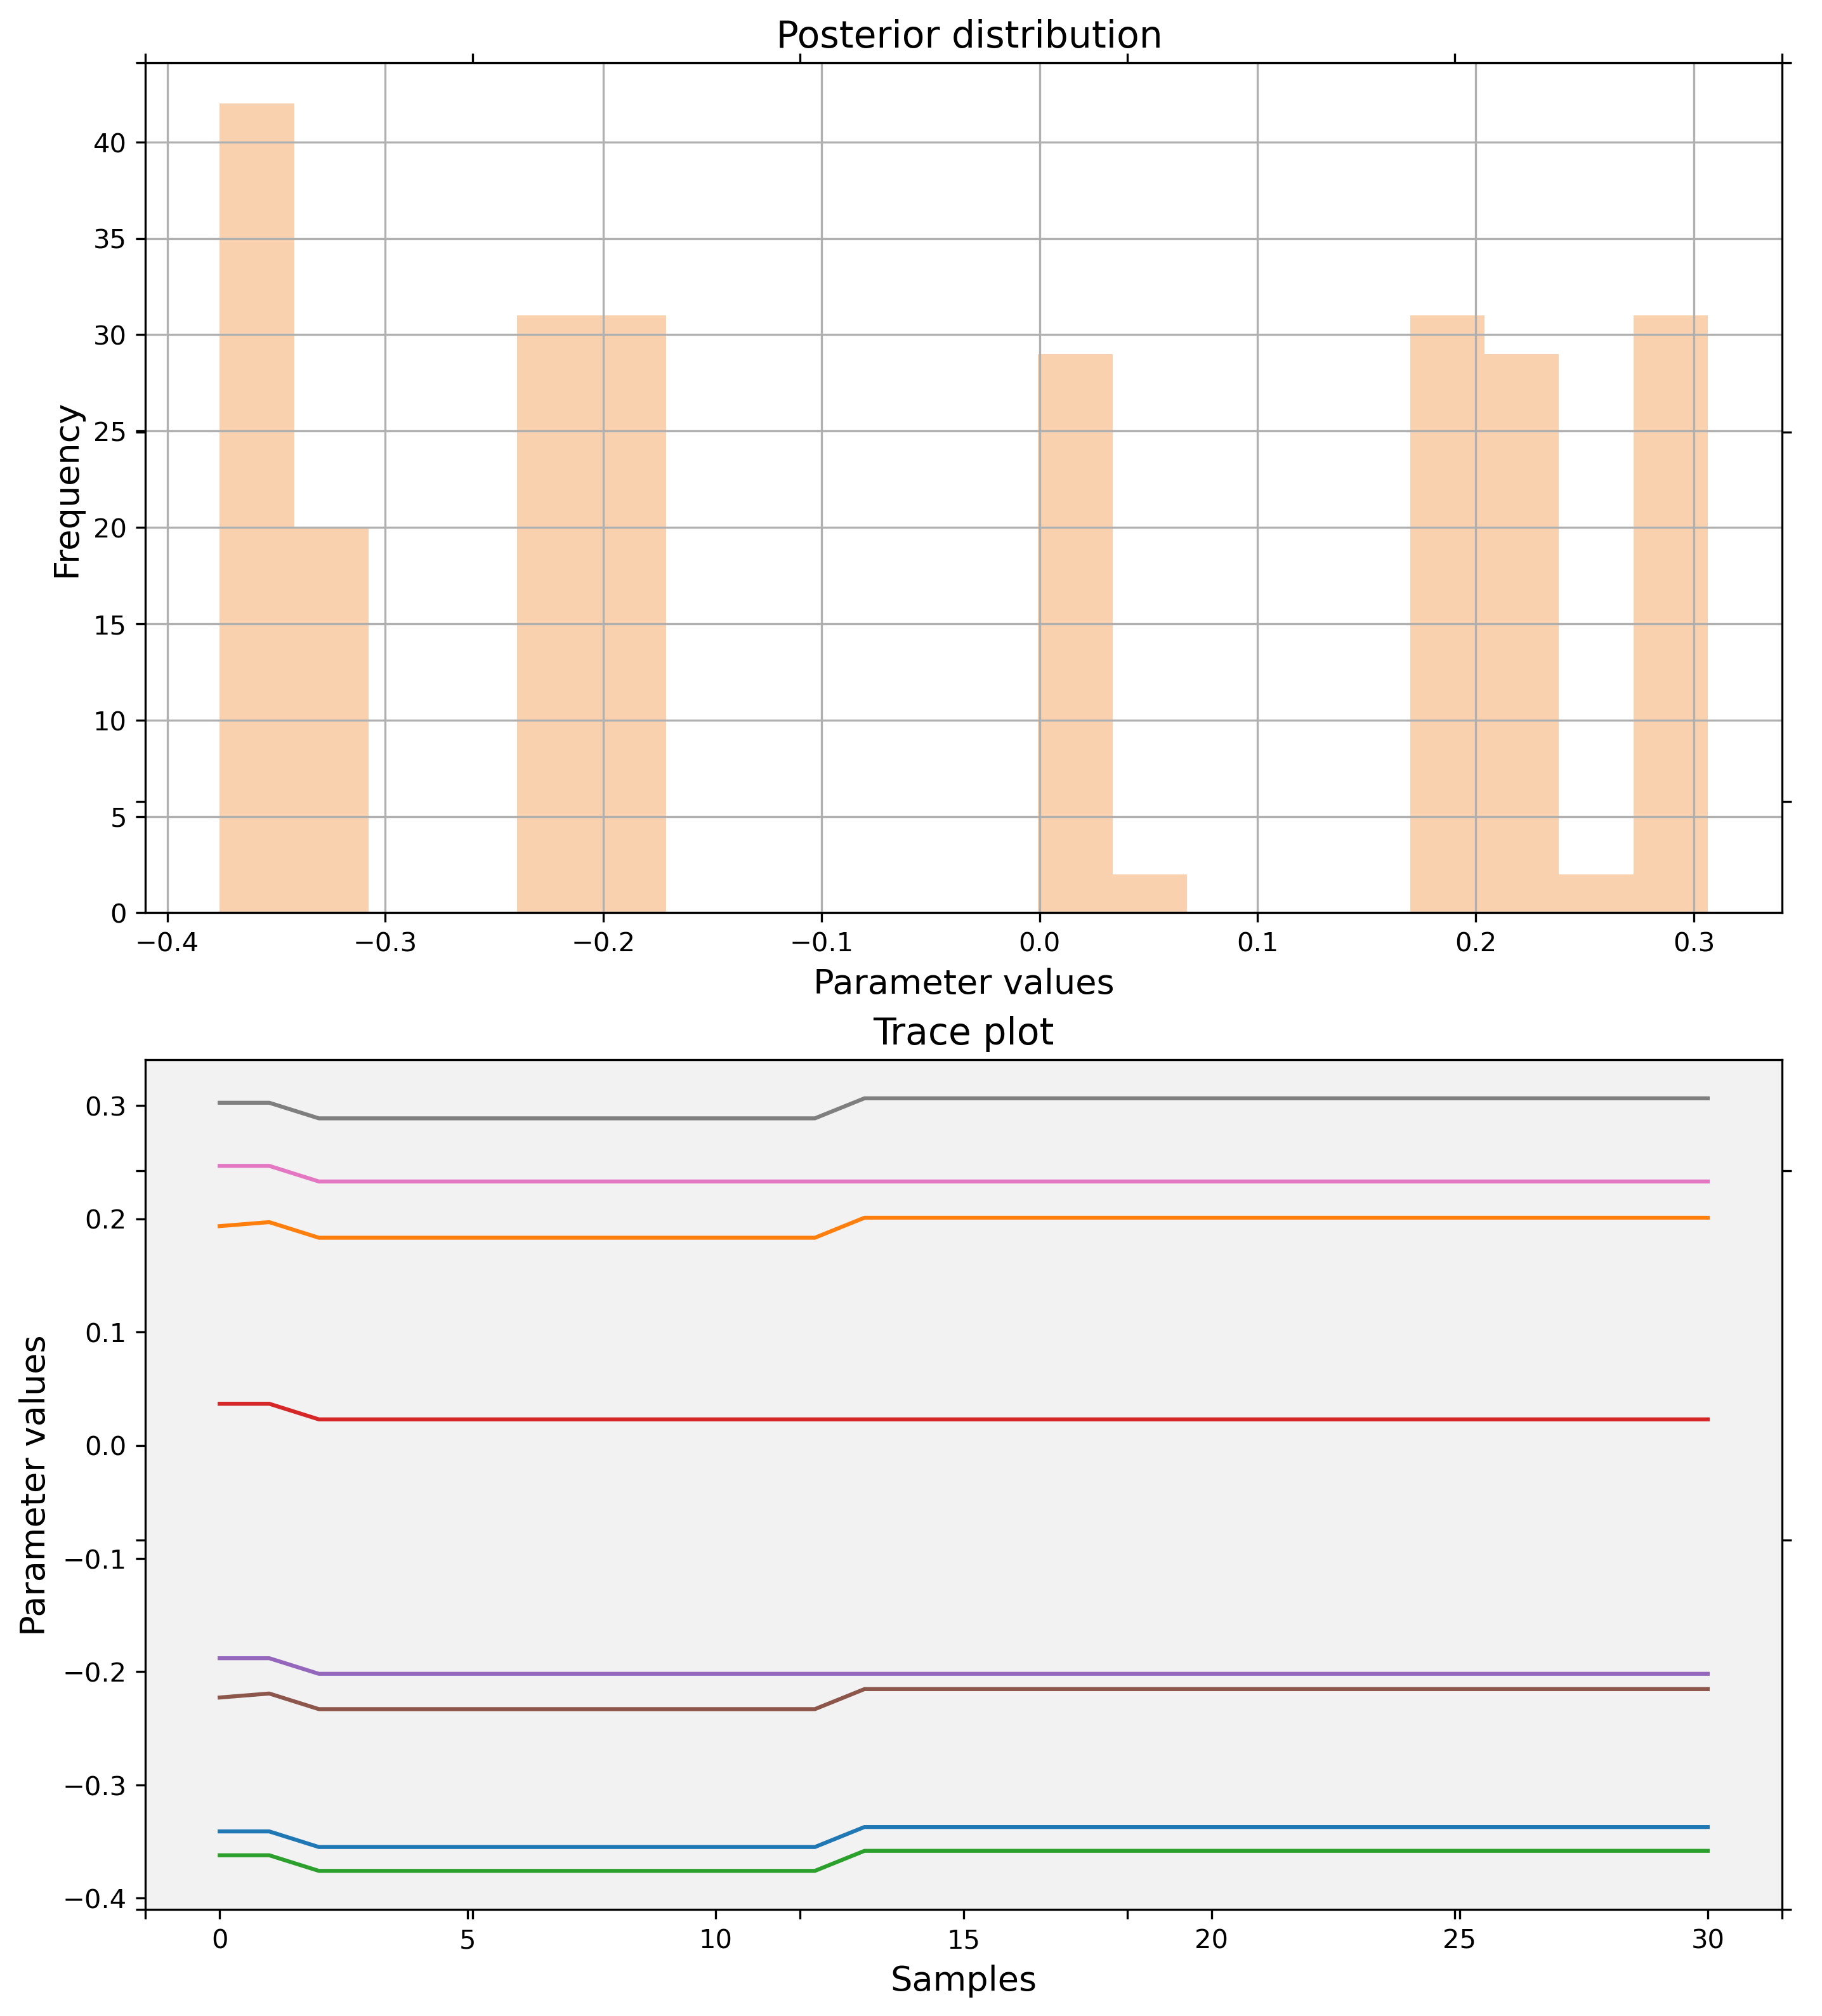 Posterior distribution
40
35
30
25
20
15
10
5
0
Frequency
−0.4 −0.3 −0.2 −0.1 0.0 0.1 0.2 0.3
Parameter values
Trace plot
0.3
0.2
0.1
0.0
−0.1
−0.2
−0.3
−0.4
Parameter values
0 5 10 15 20 25 30
Samples